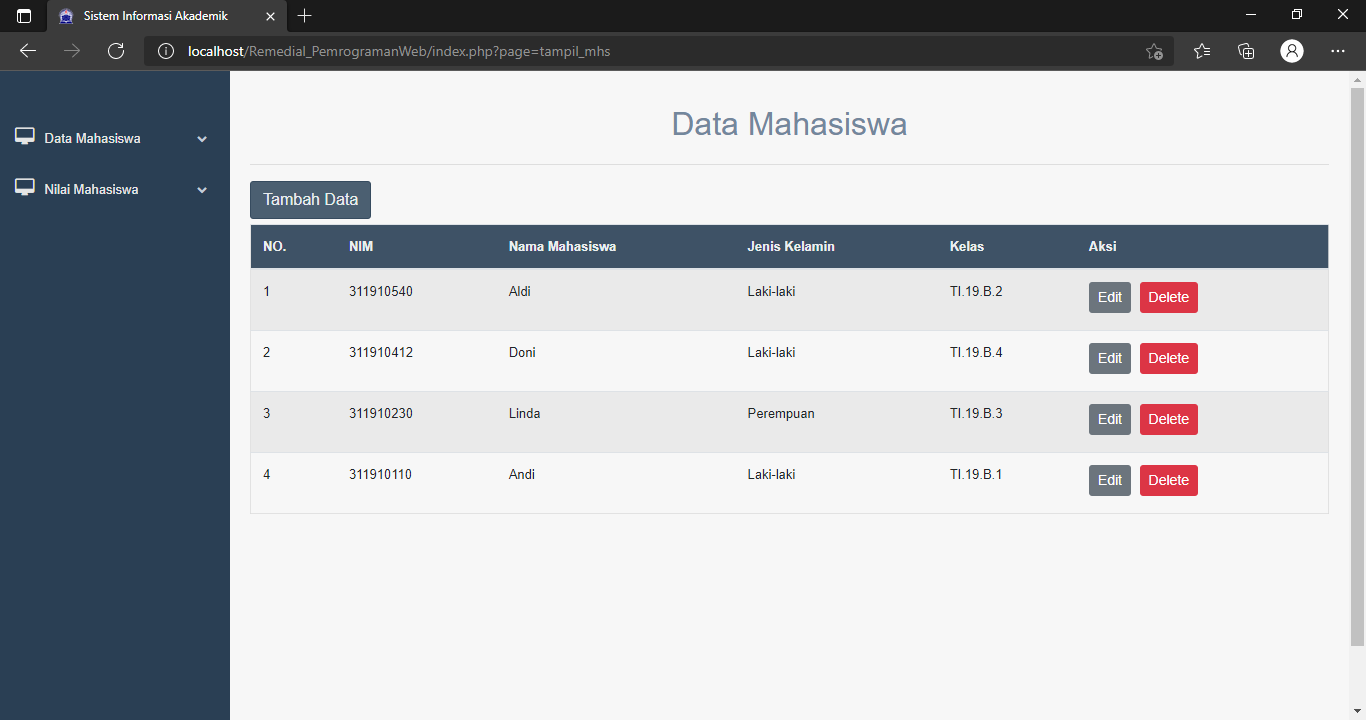 Sistem Informasi Akademik
localhost/Remedial_PemrogramanWeb/index.php?page=tampil_mhs
Data Mahasiswa
Nilai Mahasiswa
Data Mahasiswa
Tambah Data
NO. NIM Nama Mahasiswa Jenis Kelamin Kelas Aksi
1 311910540 Aldi Laki-laki TI.19.B.2 Edit Delete
2 311910412 Doni Laki-laki TI.19.B.4 Edit Delete
3 311910230 Linda Perempuan TI.19.B.3 Edit Delete
4 311910110 Andi Laki-laki TI.19.B.1 Edit Delete